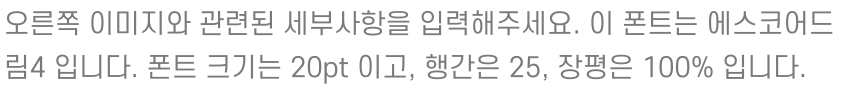 오른쪽 이미지와 관련된 세부사항을 입력해주세요. 이 폰트는 에스코어드
림4 입니다. 폰트 크기는 20pt 이고, 행간은 25, 장평은 100% 입니다.